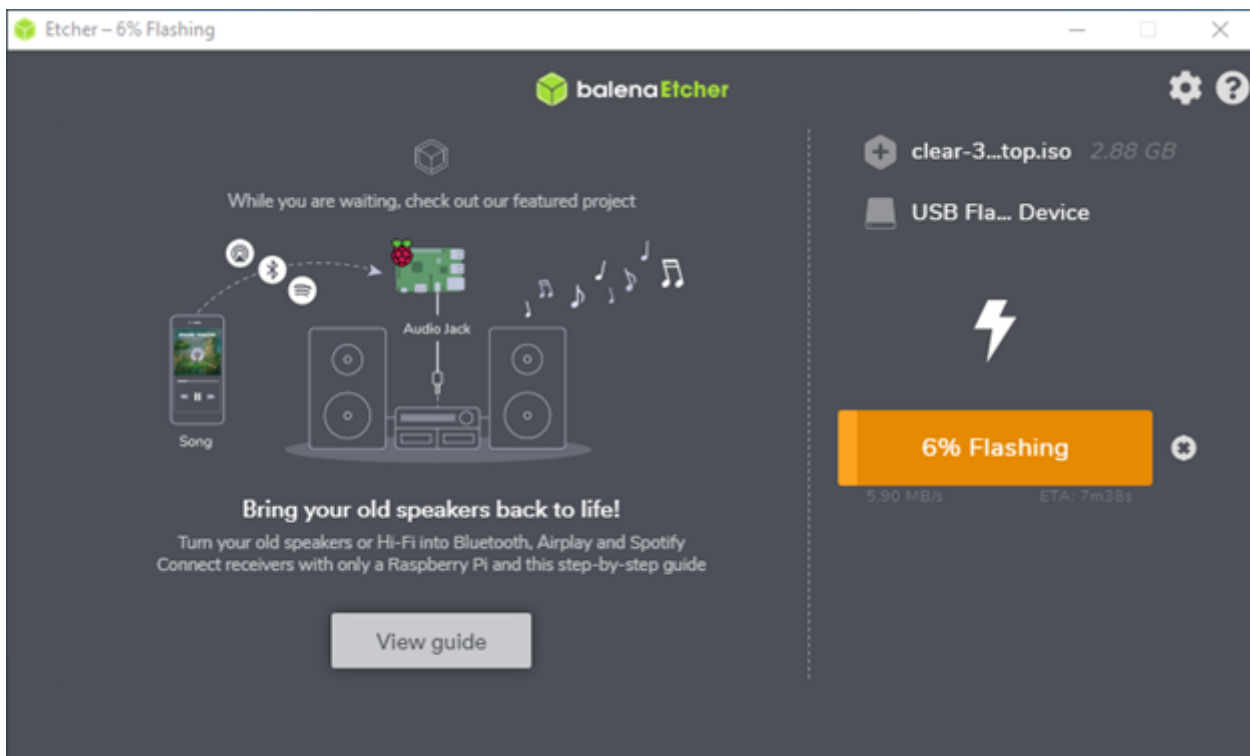 Etcher – 6% Flashing
balenaEtcher
While you are waiting, check out our featured project
Audio Jack
Song
Bring your old speakers back to life!
Turn your old speakers or Hi-Fi into Bluetooth, Airplay and Spotify
Connect receivers with only a Raspberry Pi and this step-by-step guide
View guide
clear-3...top.iso 2.88 GB
USB Fla... Device
6% Flashing
5.90 MB/s ETA: 7m38s